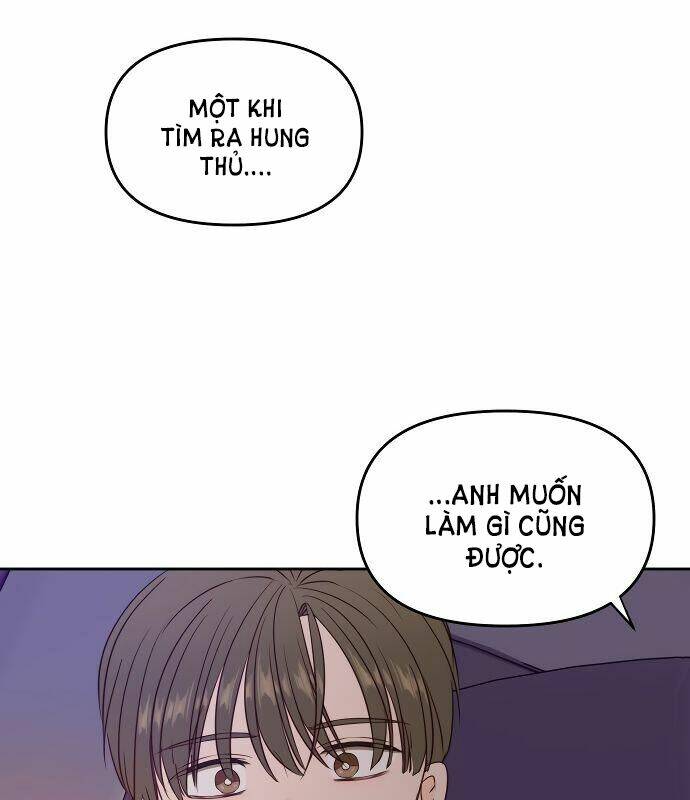 MỘT KHI
TÌM RA HUNG
THỦ....
...ANH MUỐN
LÀM GÌ CŨNG
ĐƯỢC.